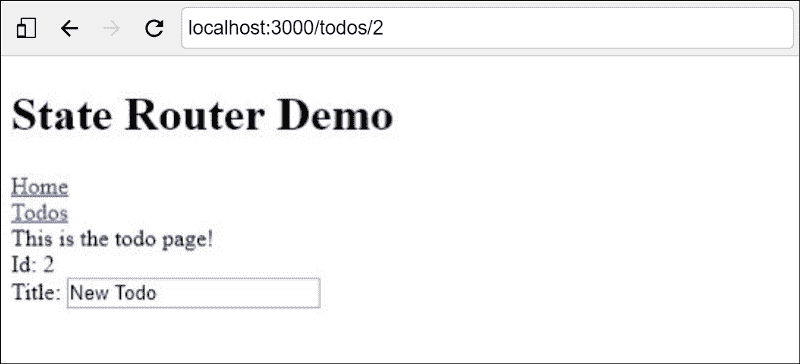 localhost:3000/todos/2
State Router Demo
Home
Todos
This is the todo page!
Id: 2
Title: New Todo